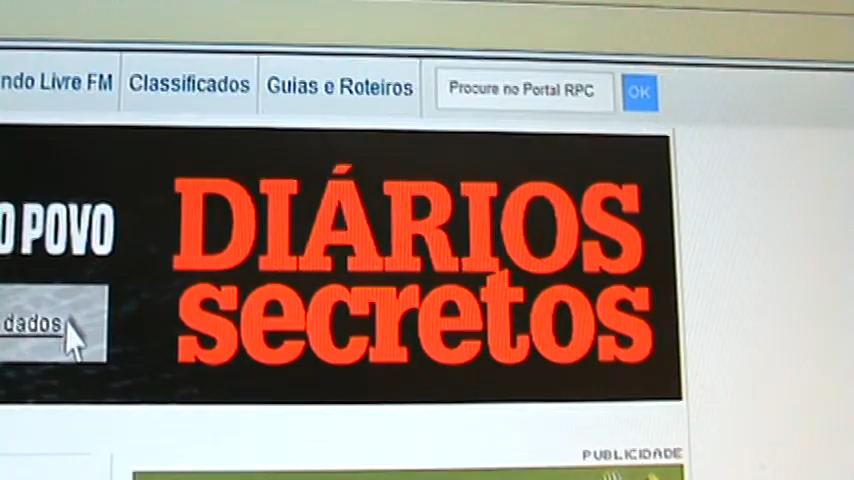 ndo Livre FM Classificados Guias e Roteiros Procure no Portal RPC OK
O POVO
DIÁRIOS
secretos
dados
PUBLICIDADE